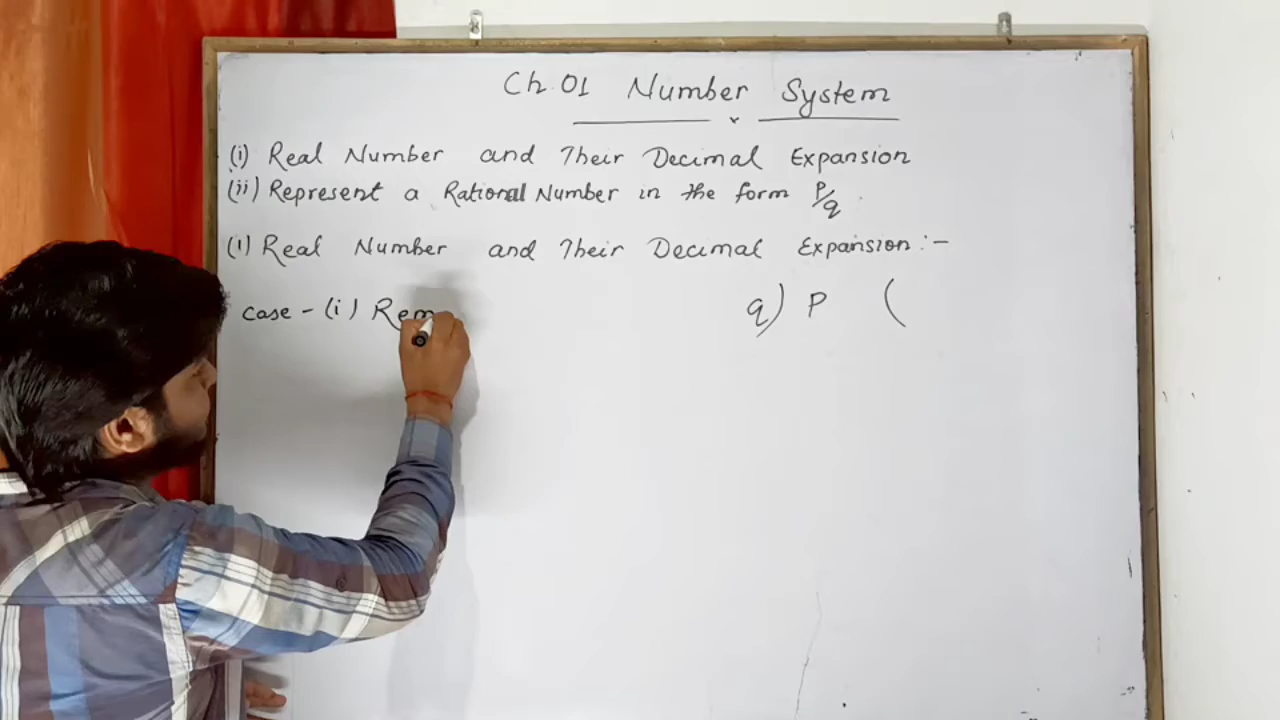 Ch. 01 Number System
(i) Real Number and Their Decimal Expansion
(ii) Represent a Rational Number in the form P/q
(i) Real Number and Their Decimal Expansion :-
case - (i) Rem
q) P (